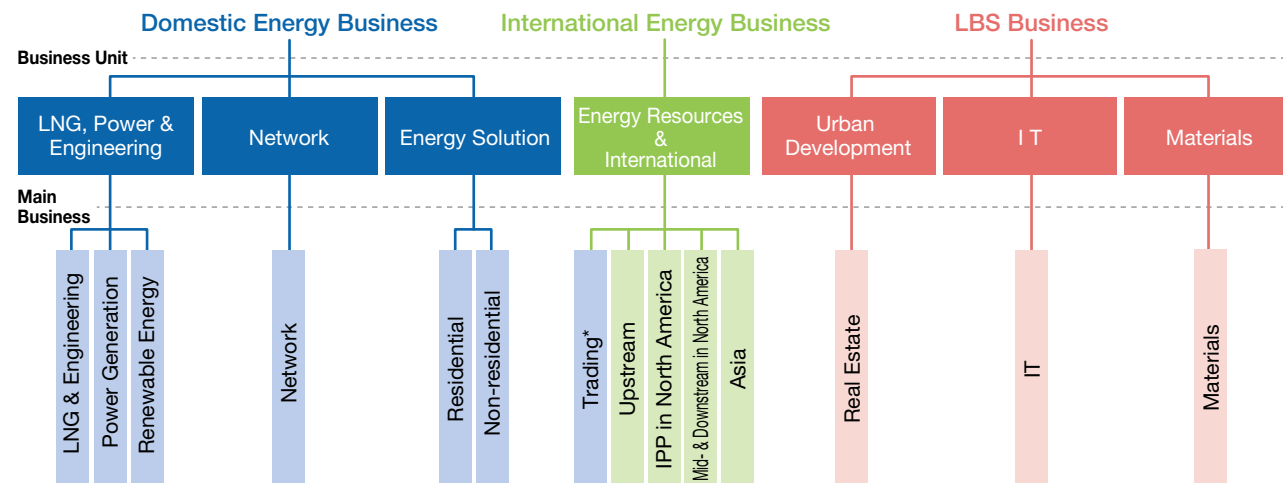 Domestic Energy Business
International Energy Business
LBS Business
Business Unit
LNG, Power &
Engineering
Network
Energy Solution
Energy Resources
&
International
Urban
Development
I T
Materials
Main
Business
LNG & Engineering
Power Generation
Renewable Energy
Network
Residential
Non-residential
Trading*
Upstream
IPP in North America
Mid- & Downstream in North America
Asia
Real Estate
IT
Materials